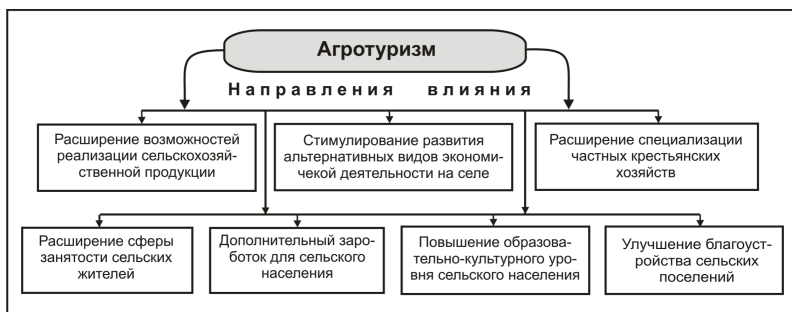 Агротуризм
Направления влияния
Расширение возможностей
реализации сельскохозяй-
ственной продукции
Стимулирование развития
альтернативных видов экономи-
чекой деятельности на селе
Расширение специализации
частных крестьянских
хозяйств
Расширение сферы
занятости сельских
жителей
Дополнительный заро-
боток для сельского
населения
Повышение образова-
тельно-культурного уро-
вня сельского населения
Улучшение благоуст-
ройства сельских
поселений